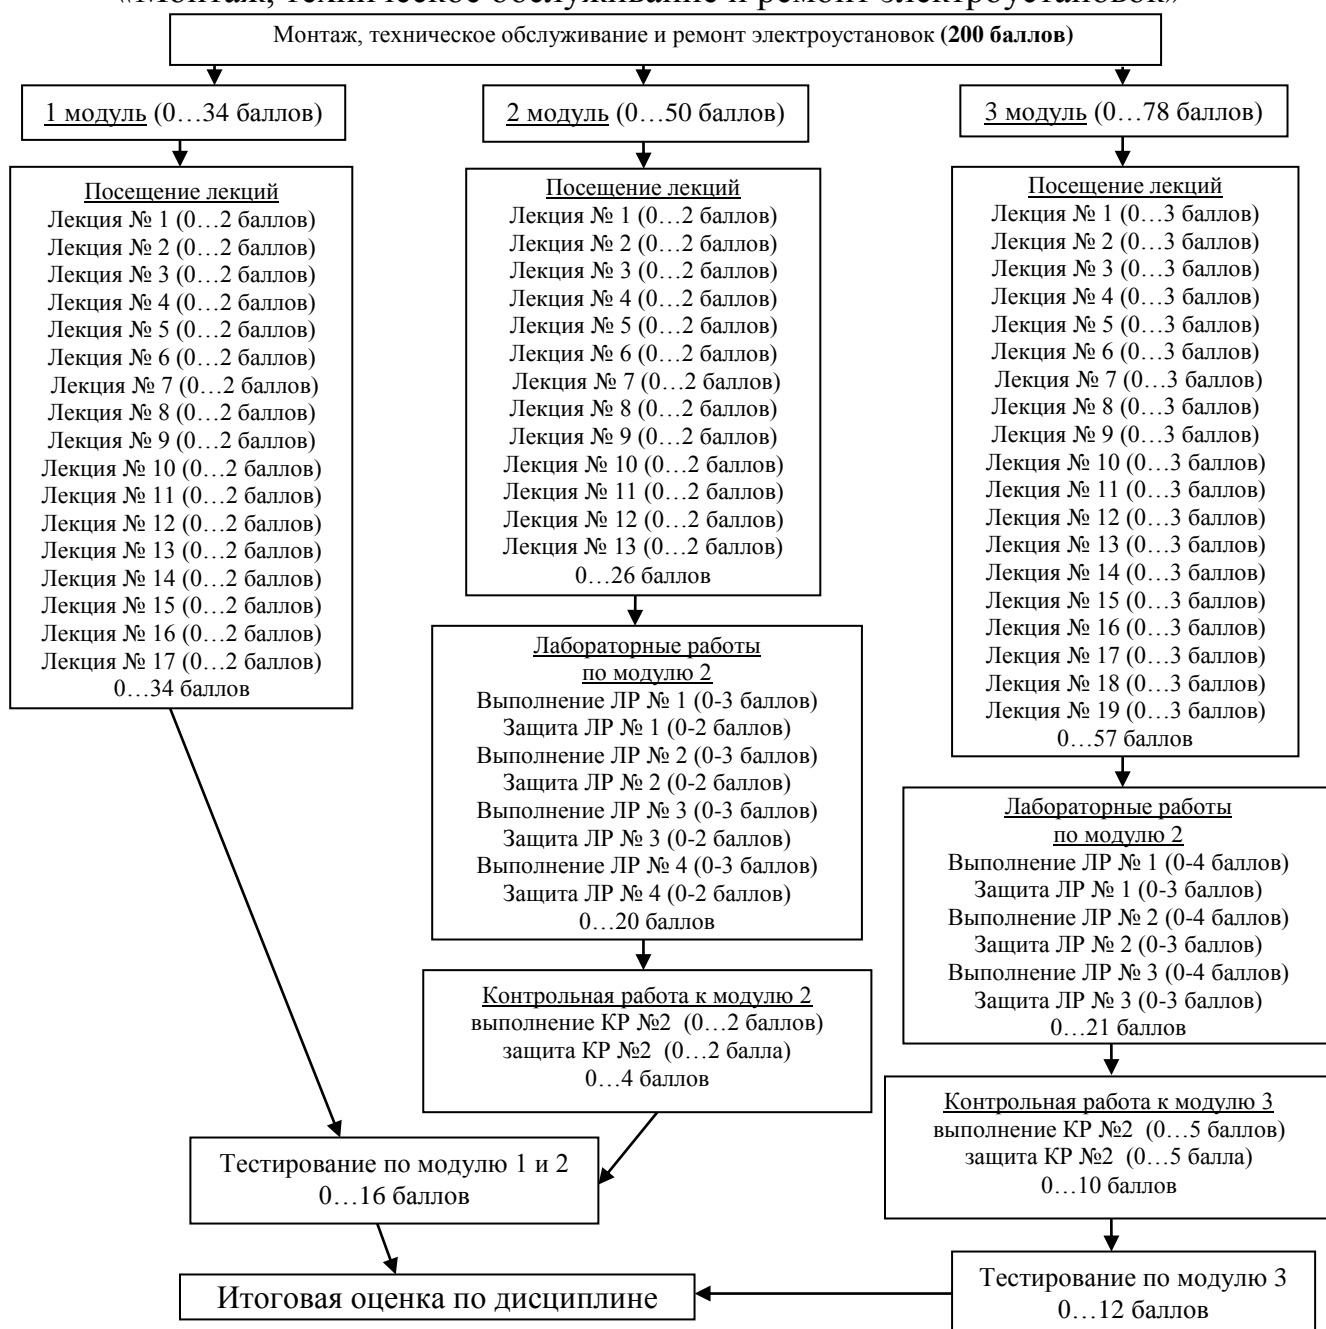 «Монтаж, техническое обслуживание и ремонт электроустановок»
Монтаж, техническое обслуживание и ремонт электроустановок (200 баллов)
1 модуль (0…34 баллов)
2 модуль (0…50 баллов)
3 модуль (0…78 баллов)
Посещение лекций
Лекция № 1 (0…2 баллов)
Лекция № 2 (0…2 баллов)
Лекция № 3 (0…2 баллов)
Лекция № 4 (0…2 баллов)
Лекция № 5 (0…2 баллов)
Лекция № 6 (0…2 баллов)
Лекция № 7 (0…2 баллов)
Лекция № 8 (0…2 баллов)
Лекция № 9 (0…2 баллов)
Лекция № 10 (0…2 баллов)
Лекция № 11 (0…2 баллов)
Лекция № 12 (0…2 баллов)
Лекция № 13 (0…2 баллов)
Лекция № 14 (0…2 баллов)
Лекция № 15 (0…2 баллов)
Лекция № 16 (0…2 баллов)
Лекция № 17 (0…2 баллов)
0…34 баллов
Посещение лекций
Лекция № 1 (0…2 баллов)
Лекция № 2 (0…2 баллов)
Лекция № 3 (0…2 баллов)
Лекция № 4 (0…2 баллов)
Лекция № 5 (0…2 баллов)
Лекция № 6 (0…2 баллов)
Лекция № 7 (0…2 баллов)
Лекция № 8 (0…2 баллов)
Лекция № 9 (0…2 баллов)
Лекция № 10 (0…2 баллов)
Лекция № 11 (0…2 баллов)
Лекция № 12 (0…2 баллов)
Лекция № 13 (0…2 баллов)
0…26 баллов
Лабораторные работы
по модулю 2
Выполнение ЛР № 1 (0-3 баллов)
Защита ЛР № 1 (0-2 баллов)
Выполнение ЛР № 2 (0-3 баллов)
Защита ЛР № 2 (0-2 баллов)
Выполнение ЛР № 3 (0-3 баллов)
Защита ЛР № 3 (0-2 баллов)
Выполнение ЛР № 4 (0-3 баллов)
Защита ЛР № 4 (0-2 баллов)
0…20 баллов
Контрольная работа к модулю 2
выполнение КР №2 (0…2 баллов)
защита КР №2 (0…2 балла)
0…4 баллов
Посещение лекций
Лекция № 1 (0…3 баллов)
Лекция № 2 (0…3 баллов)
Лекция № 3 (0…3 баллов)
Лекция № 4 (0…3 баллов)
Лекция № 5 (0…3 баллов)
Лекция № 6 (0…3 баллов)
Лекция № 7 (0…3 баллов)
Лекция № 8 (0…3 баллов)
Лекция № 9 (0…3 баллов)
Лекция № 10 (0…3 баллов)
Лекция № 11 (0…3 баллов)
Лекция № 12 (0…3 баллов)
Лекция № 13 (0…3 баллов)
Лекция № 14 (0…3 баллов)
Лекция № 15 (0…3 баллов)
Лекция № 16 (0…3 баллов)
Лекция № 17 (0…3 баллов)
Лекция № 18 (0…3 баллов)
Лекция № 19 (0…3 баллов)
0…57 баллов
Лабораторные работы
по модулю 2
Выполнение ЛР № 1 (0-4 баллов)
Защита ЛР № 1 (0-3 баллов)
Выполнение ЛР № 2 (0-4 баллов)
Защита ЛР № 2 (0-3 баллов)
Выполнение ЛР № 3 (0-4 баллов)
Защита ЛР № 3 (0-3 баллов)
0…21 баллов
Контрольная работа к модулю 3
выполнение КР №2 (0…5 баллов)
защита КР №2 (0…5 балла)
0…10 баллов
Тестирование по модулю 1 и 2
0…16 баллов
Тестирование по модулю 3
0…12 баллов
Итоговая оценка по дисциплине